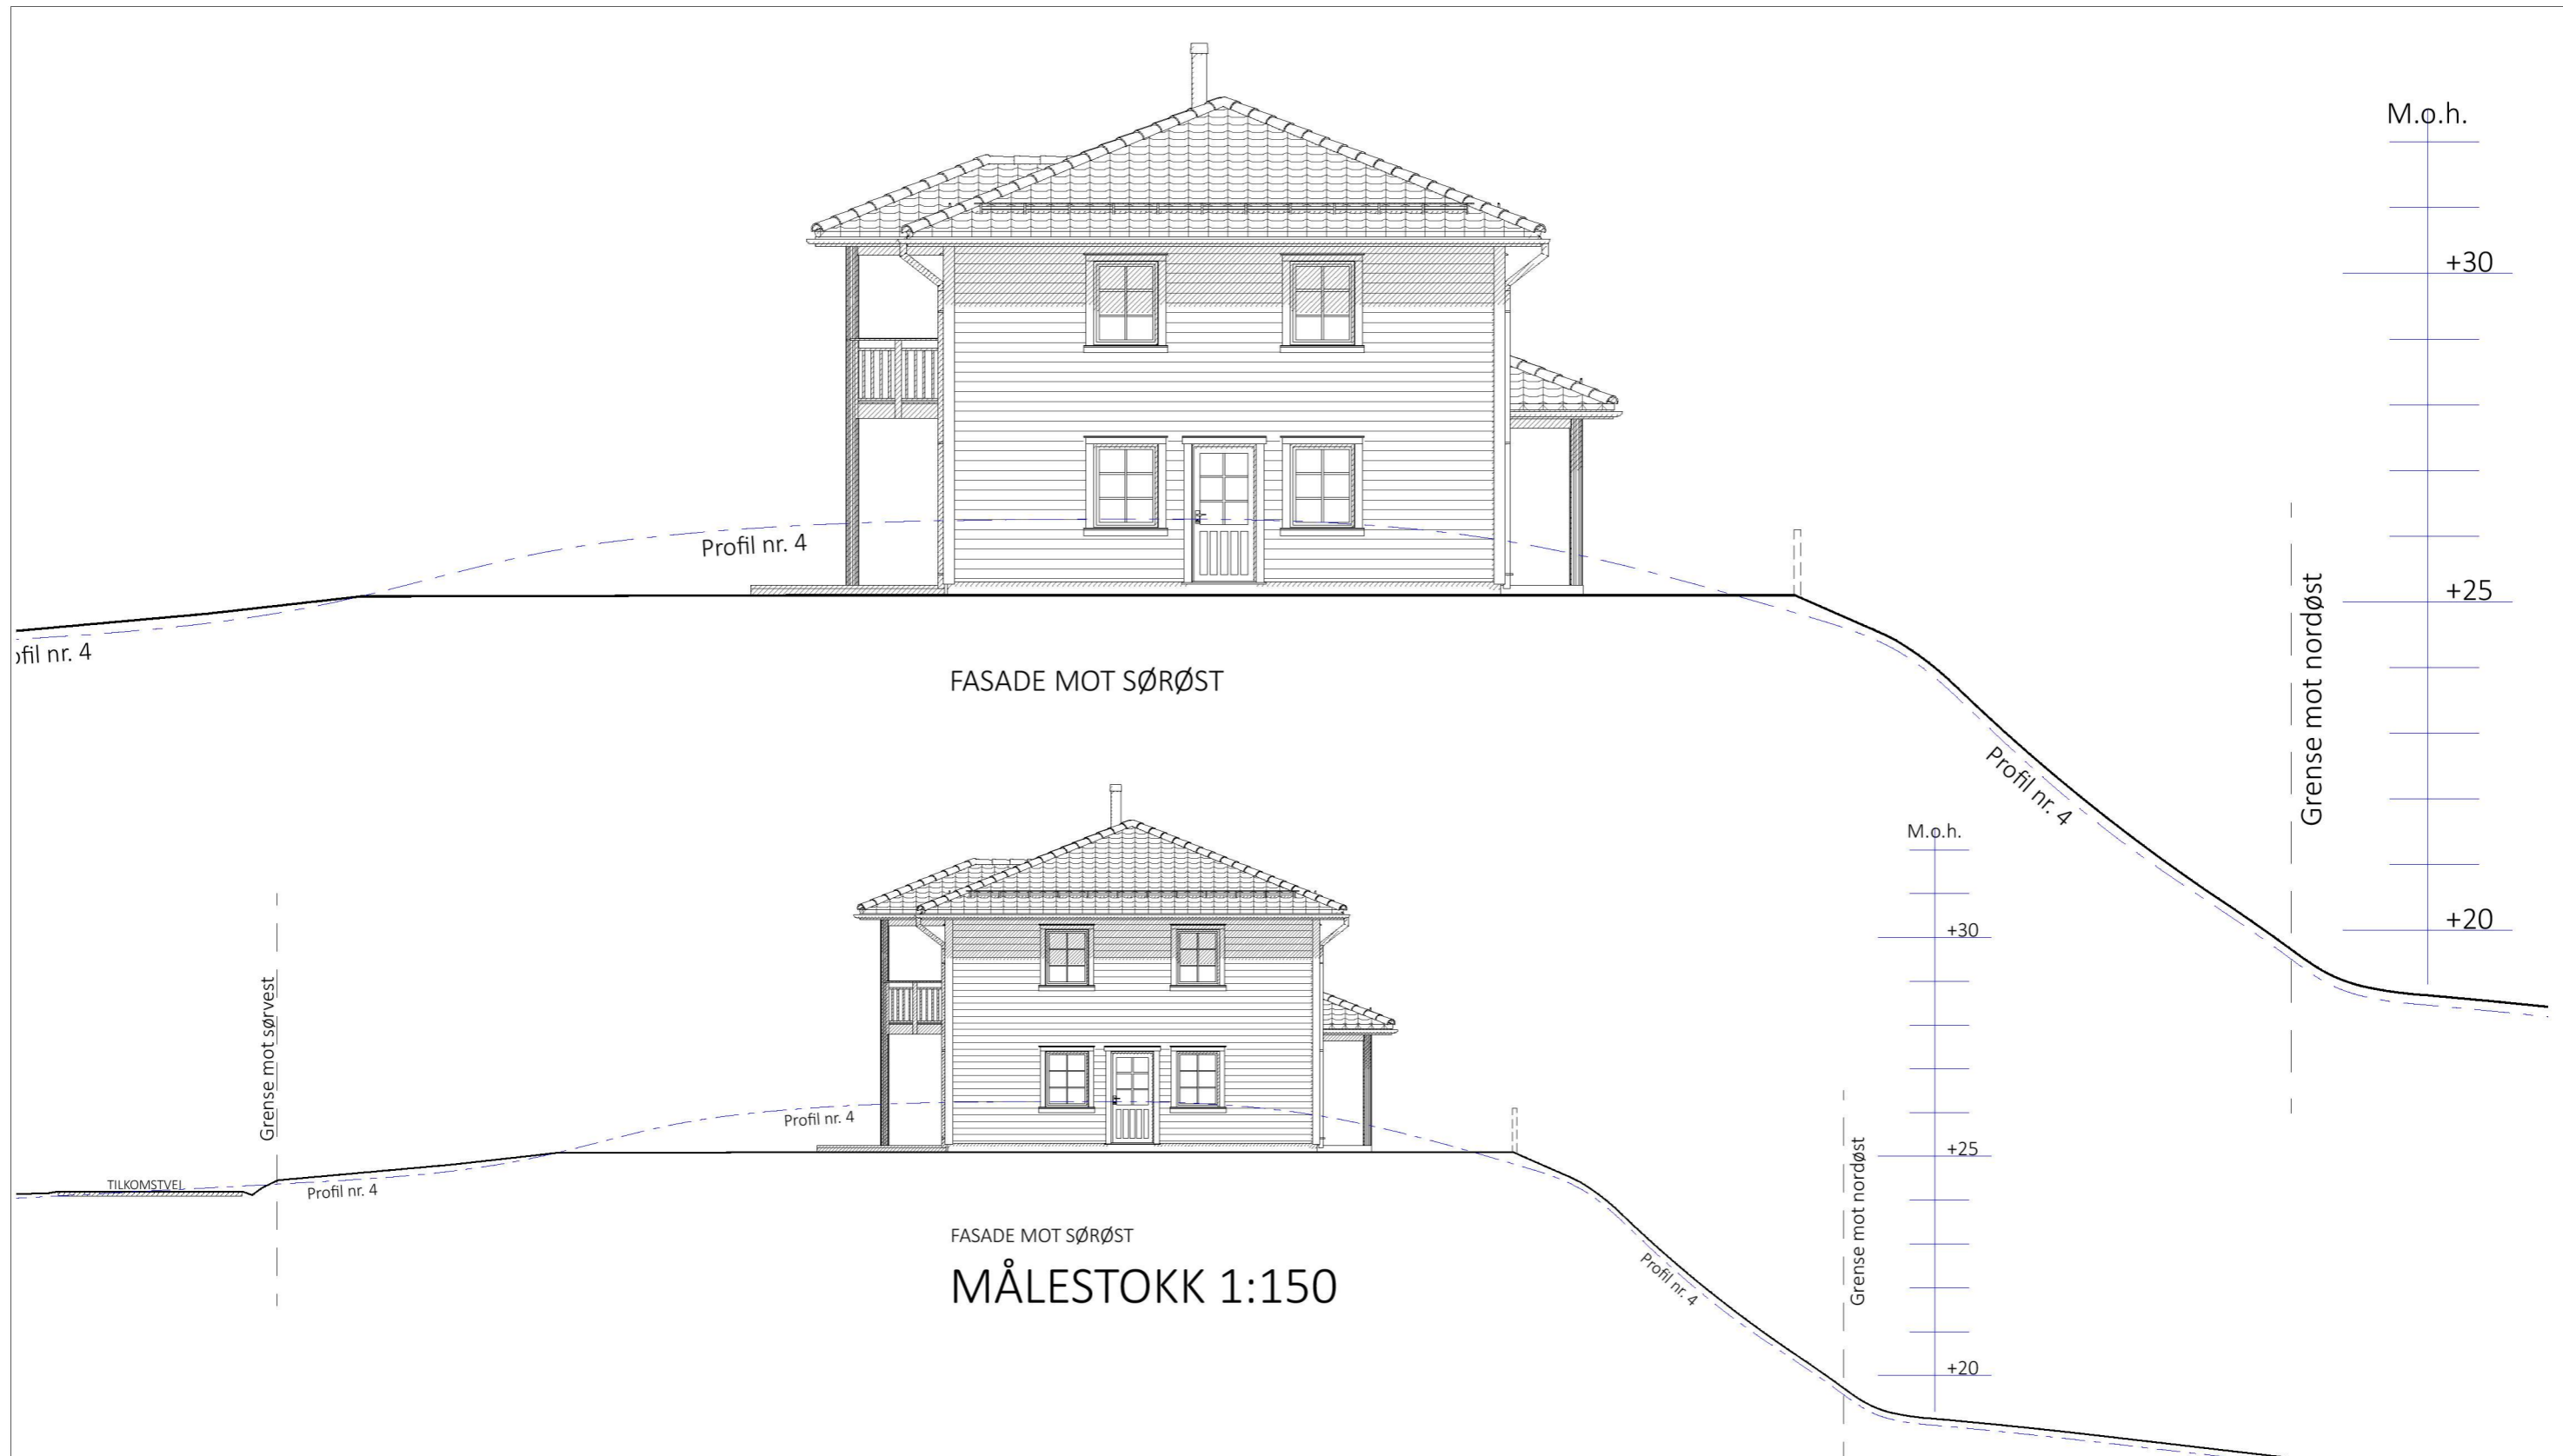 M.o.h.
+30
Profil nr. 4
+25
ofil nr. 4
FASADE MOT SØRØST
Grense mot nordøst
Profil nr. 4
+20
M.o.h.
+30
Grense mot sørvest
Profil nr. 4
+25
TILKOMSTVEL
Profil nr. 4
Grense mot nordøst
FASADE MOT SØRØST
MÅLESTOKK 1:150
Profil nr. 4
+20